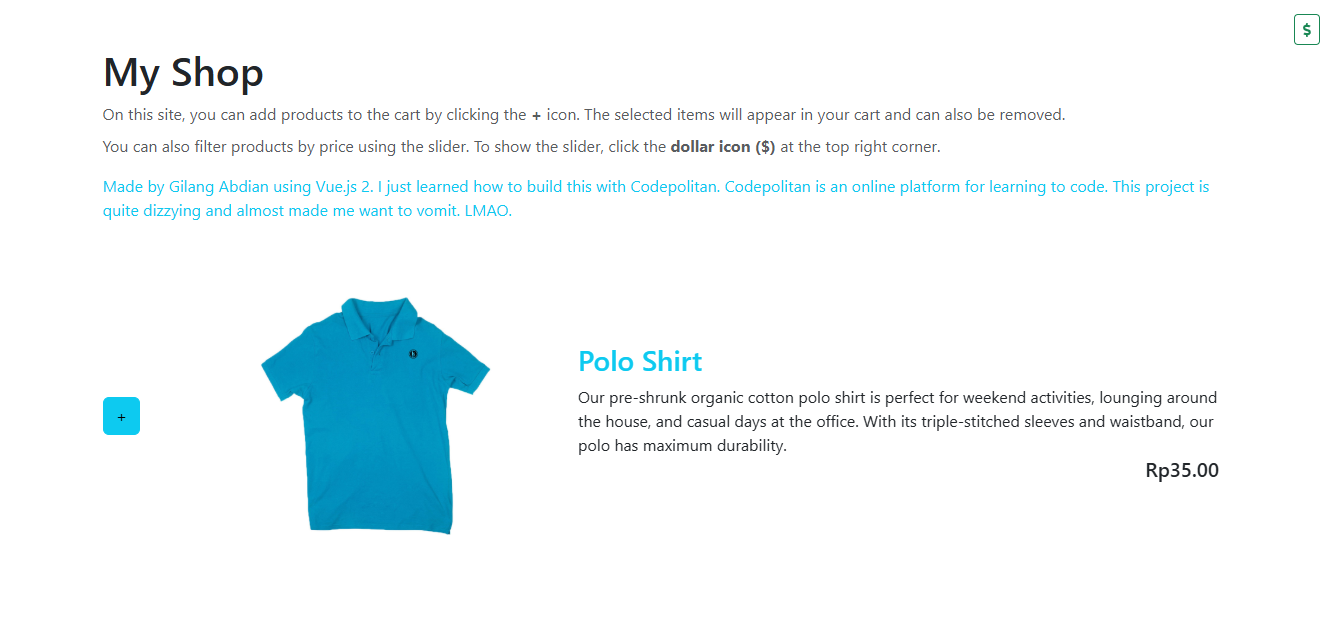 $
My Shop
On this site, you can add products to the cart by clicking the + icon. The selected items will appear in your cart and can also be removed.
You can also filter products by price using the slider. To show the slider, click the dollar icon ($) at the top right corner.
Made by Gilang Abdian using Vue.js 2. I just learned how to build this with Codepolitan. Codepolitan is an online platform for learning to code. This project is
quite dizzying and almost made me want to vomit. LMAO.
+
Polo Shirt
Our pre-shrunk organic cotton polo shirt is perfect for weekend activities, lounging around
the house, and casual days at the office. With its triple-stitched sleeves and waistband, our
polo has maximum durability.
Rp35.00